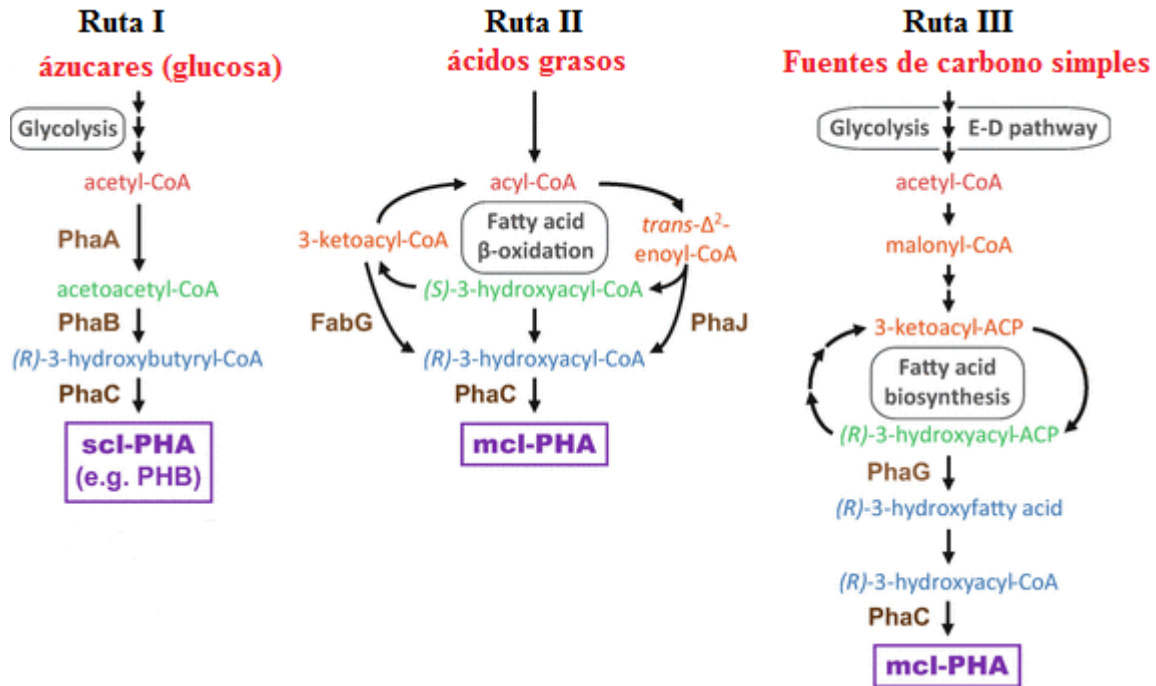 Ruta I
ázucares (glucosa)
Glycolysis
acetyl-CoA
PhaA
acetoacetyl-CoA
PhaB
(R)-3-hydroxybutyryl-CoA
PhaC
scl-PHA
(e.g. PHB)
Ruta II
ácidos grasos
acyl-CoA
Fatty acid
β-oxidation
3-ketoacyl-CoA
trans-Δ²-
enoyl-CoA
(S)-3-hydroxyacyl-CoA
FabG
PhaJ
(R)-3-hydroxyacyl-CoA
PhaC
mcl-PHA
Ruta III
Fuentes de carbono simples
Glycolysis
E-D pathway
acetyl-CoA
malonyl-CoA
3-ketoacyl-ACP
Fatty acid
biosynthesis
(R)-3-hydroxyacyl-ACP
PhaG
(R)-3-hydroxyfatty acid
(R)-3-hydroxyacyl-CoA
PhaC
mcl-PHA